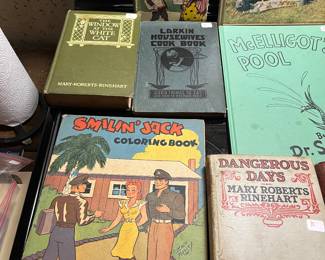 THE
WINDOW
AT THE
WHITE
CAT
MARY·ROBERTS·RINEHART
LARKIN
HOUSEWIVES
COOK BOOK
McELLIGOT'S
POOL
Dr. S
SMILIN' JACK
COLORING BOOK
DANGEROUS
DAYS
BY
MARY ROBERTS
RINEHART